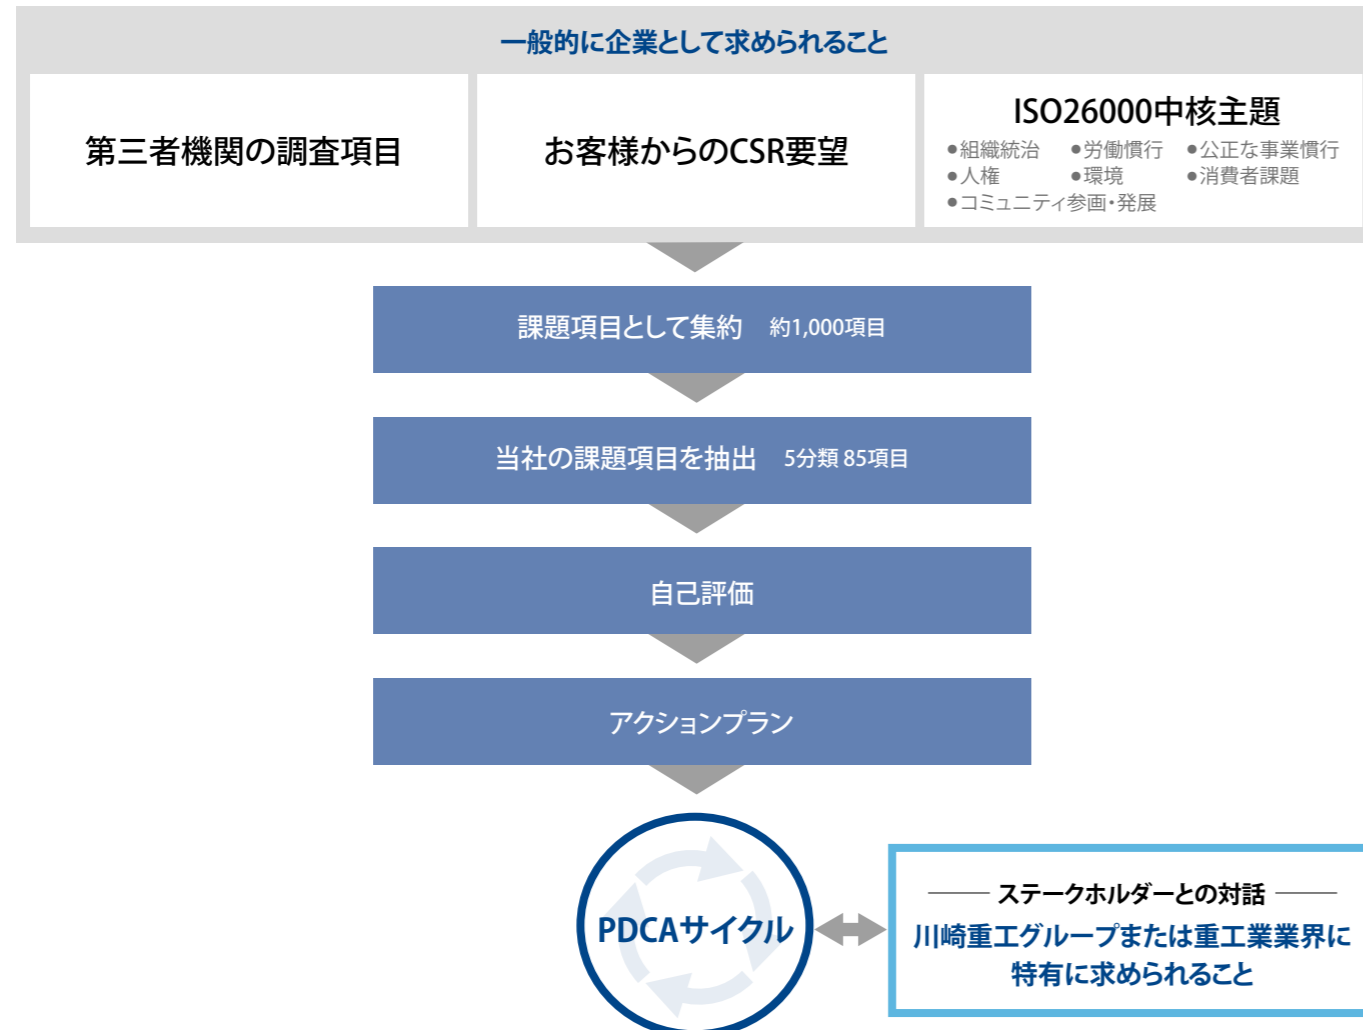 一般的に企業として求められること
第三者機関の調査項目
お客様からのCSR要望
ISO26000中核主題
●組織統治 ●労働慣行 ●公正な事業慣行
●人権 ●環境 ●消費者課題
●コミュニティ参画・発展
課題項目として集約 約1,000項目
当社の課題項目を抽出 5分類 85項目
自己評価
アクションプラン
PDCAサイクル
ステークホルダーとの対話
川崎重工グループまたは重工業業界に
特有に求められること